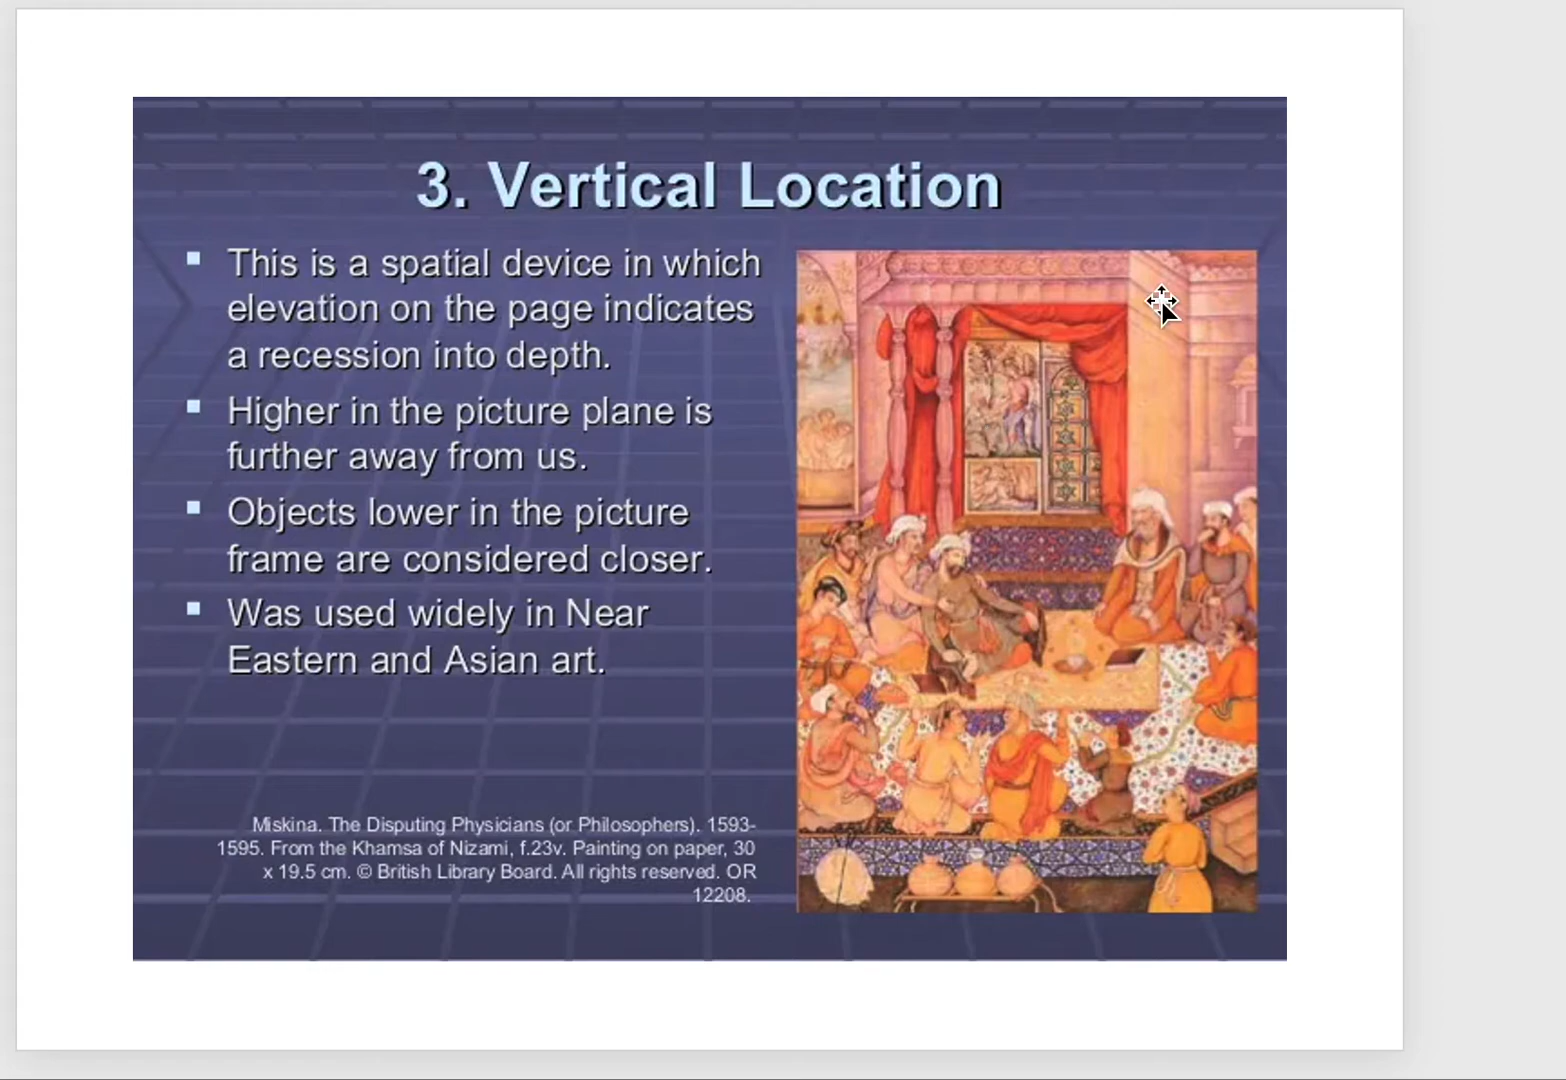 3. Vertical Location
This is a spatial device in which
elevation on the page indicates
a recession into depth.
Higher in the picture plane is
further away from us.
Objects lower in the picture
frame are considered closer.
Was used widely in Near
Eastern and Asian art.
Miskina. The Disputing Physicians (or Philosophers). 1593-
1595. From the Khamsa of Nizami, f.23v. Painting on paper, 30
x 19.5 cm. © British Library Board. All rights reserved. OR
12208.